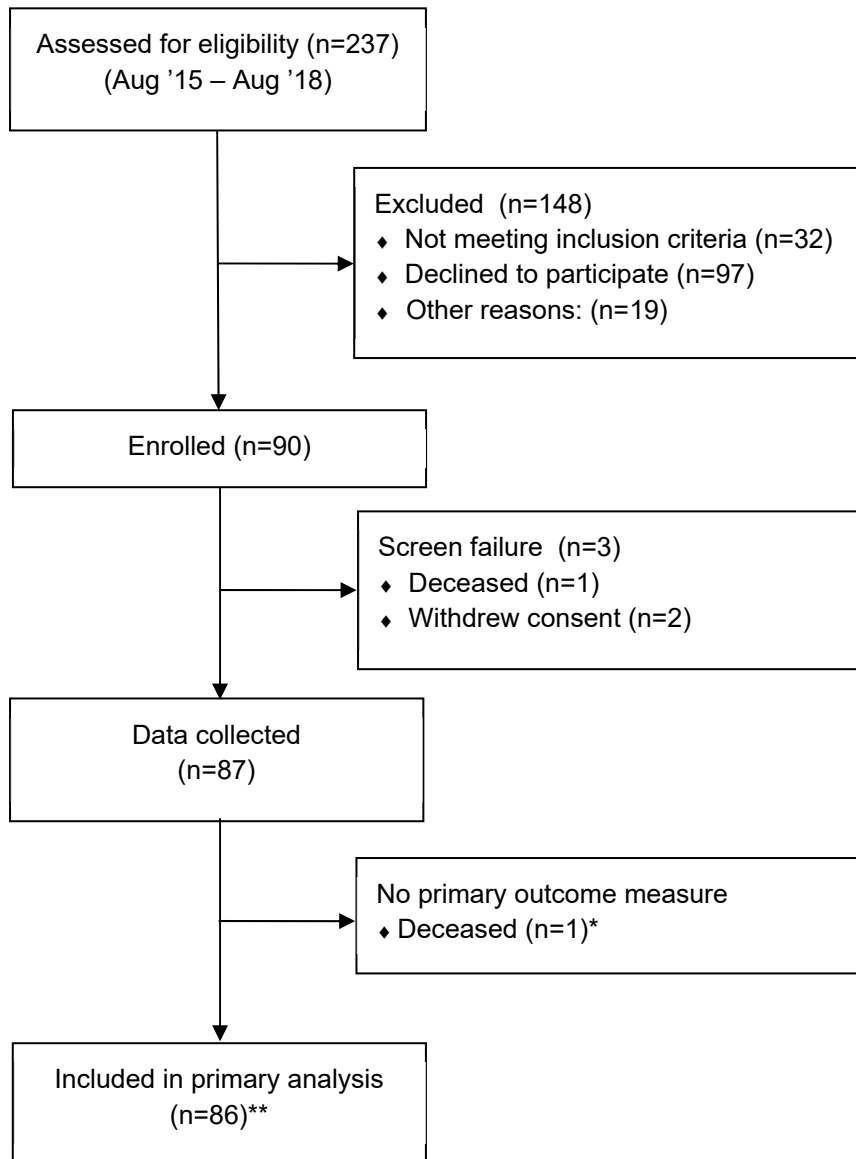 Assessed for eligibility (n=237)
(Aug ’15 – Aug ’18)
Excluded  (n=148)
♦ Not meeting inclusion criteria (n=32)
♦ Declined to participate (n=97)
♦ Other reasons: (n=19)
Enrolled (n=90)
Screen failure  (n=3)
♦ Deceased (n=1)
♦ Withdrew consent (n=2)
Data collected
(n=87)
No primary outcome measure
♦ Deceased (n=1)*
Included in primary analysis
(n=86)**